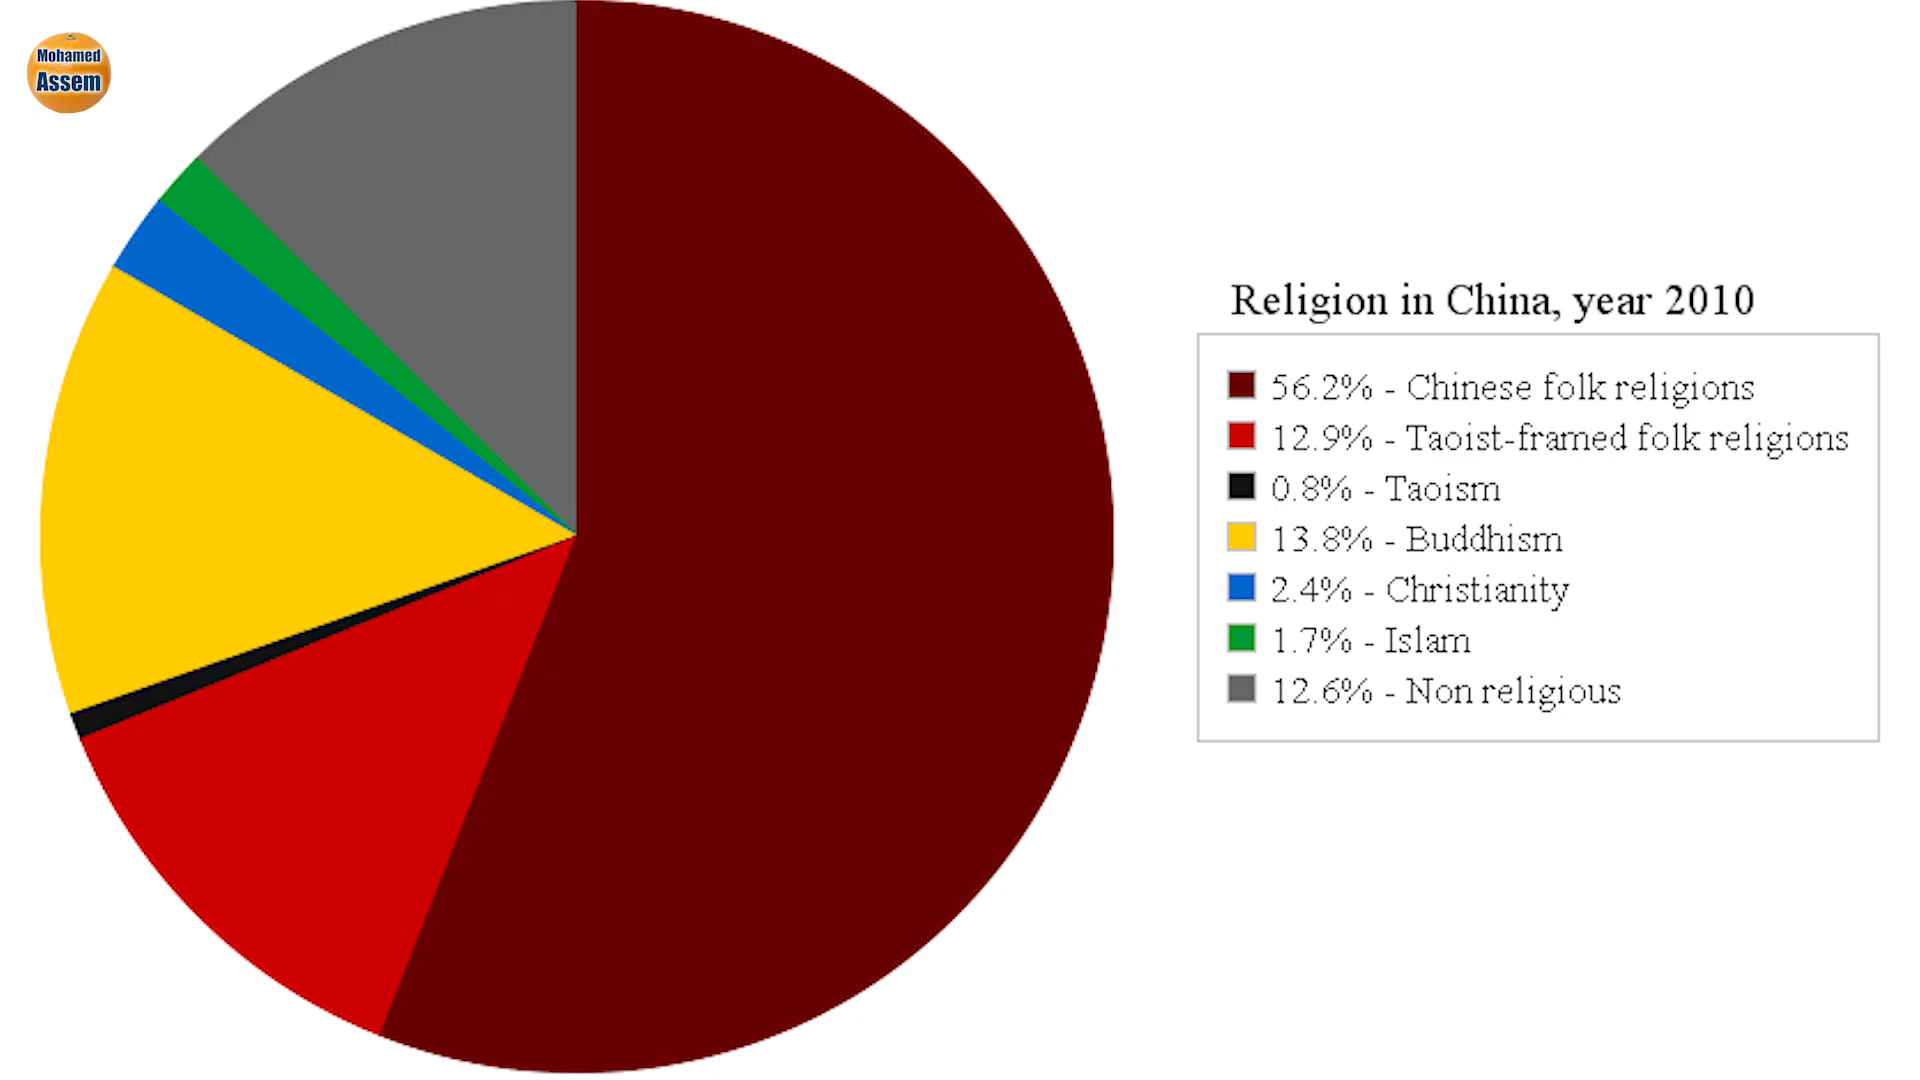 Mohamed
Assem
Religion in China, year 2010
56.2% - Chinese folk religions
12.9% - Taoist-framed folk religions
0.8% - Taoism
13.8% - Buddhism
2.4% - Christianity
1.7% - Islam
12.6% - Non religious